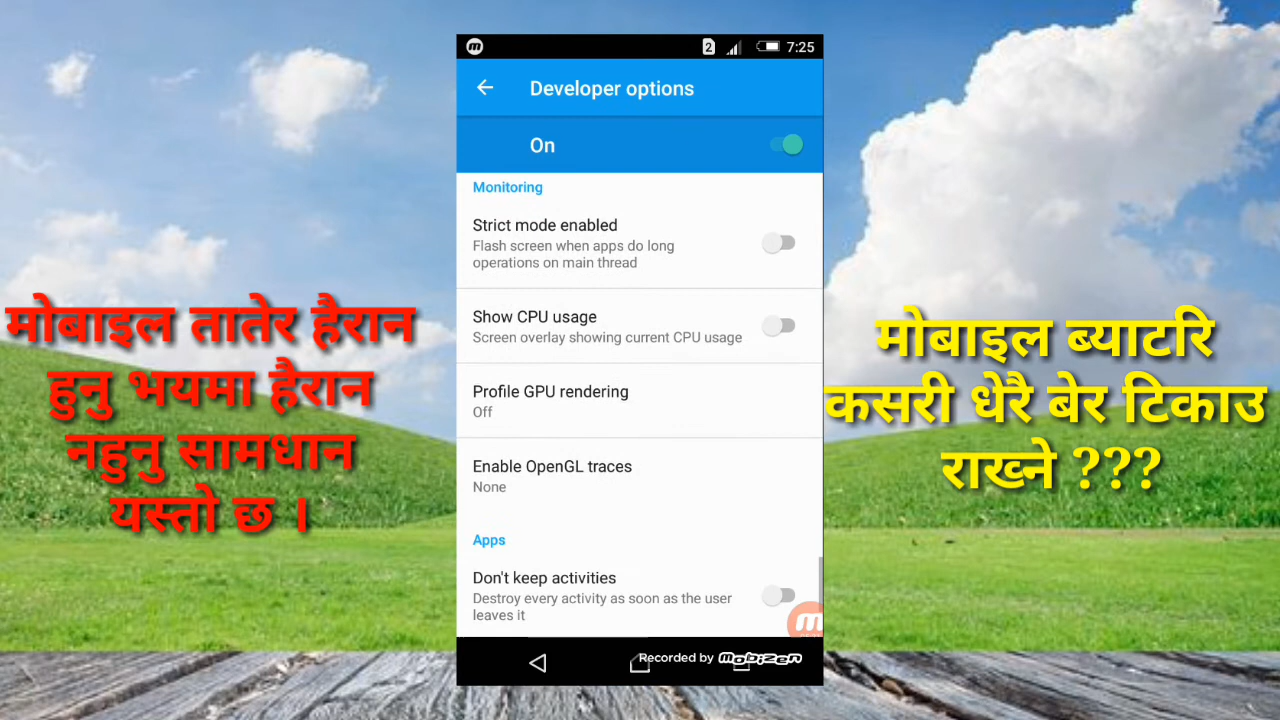 2 7:25
Developer options
On
Monitoring
Strict mode enabled
Flash screen when apps do long
operations on main thread
Show CPU usage
Screen overlay showing current CPU usage
Profile GPU rendering
Off
Enable OpenGL traces
None
Apps
Don't keep activities
Destroy every activity as soon as the user
leaves it
Recorded by mobizen
मोबाइल तातेर हैरान
हुनु भयमा हैरान
नहुनु सामधान
यस्तो छ ।
मोबाइल ब्याटरि
कसरी धेरै बेर टिकाउ
राख्ने ???